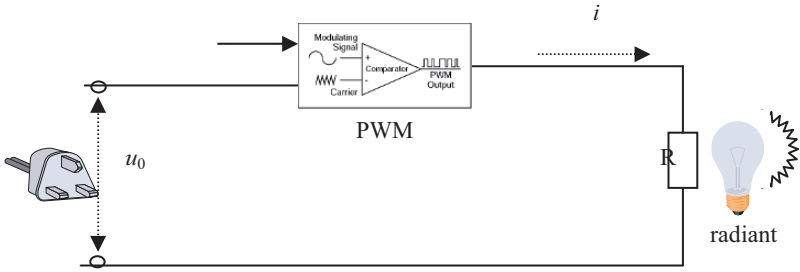 i
Modulating
Signal
+
Comparator
-
Carrier
PWM
Output
PWM
u0
R
radiant